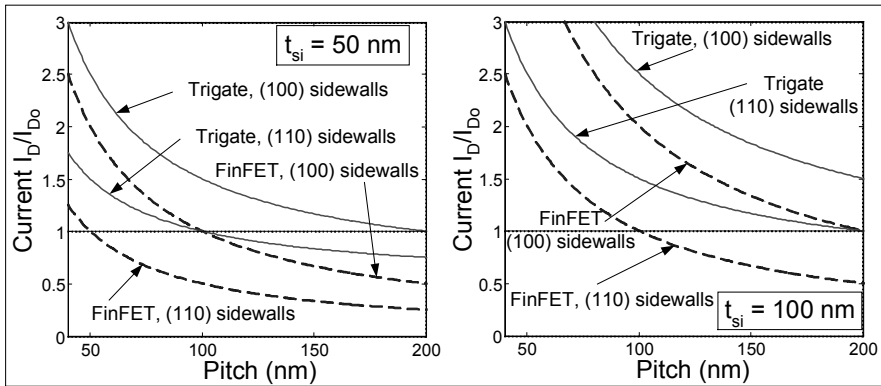 Current I_D/I_Do
3
2.5
2
1.5
1
0.5
0
t_si = 50 nm
Trigate, (100) sidewalls
Trigate, (110) sidewalls
FinFET, (100)
sidewalls
FinFET, (110) sidewalls
50 100 150 200
Pitch (nm)
Current I_D/I_Do
3
2.5
2
1.5
1
0.5
0
Trigate, (100) sidewalls
Trigate
(110) sidewalls
FinFET
(100) sidewalls
FinFET, (110) sidewalls
t_si = 100 nm
50 100 150 200
Pitch (nm)